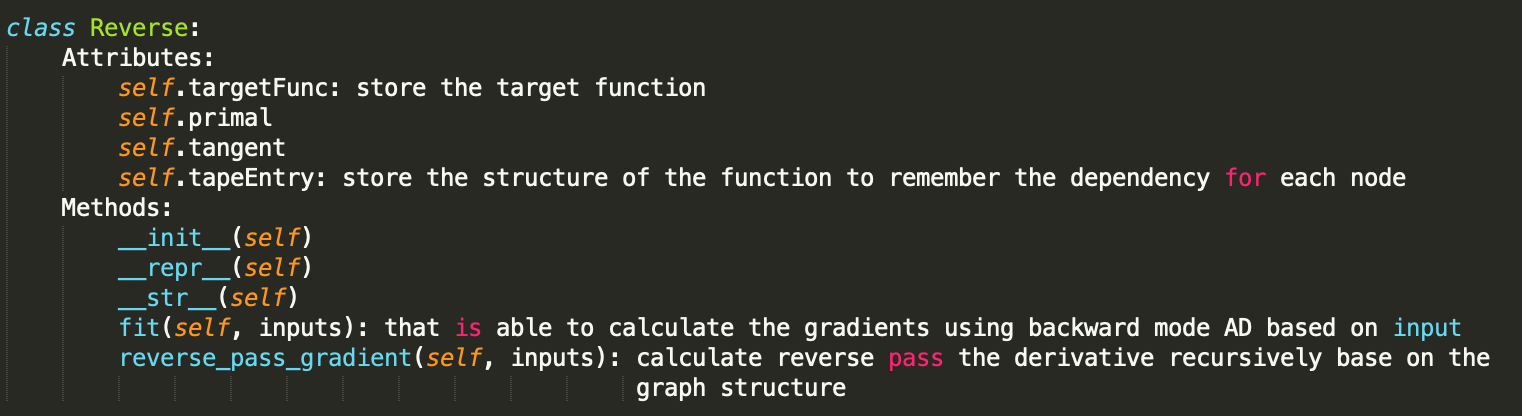 class Reverse:
Attributes:
self.targetFunc: store the target function
self.primal
self.tangent
self.tapeEntry: store the structure of the function to remember the dependency for each node
Methods:
__init__(self)
__repr__(self)
__str__(self)
fit(self, inputs): that is able to calculate the gradients using backward mode AD based on input
reverse_pass_gradient(self, inputs): calculate reverse pass the derivative recursively base on the
graph structure